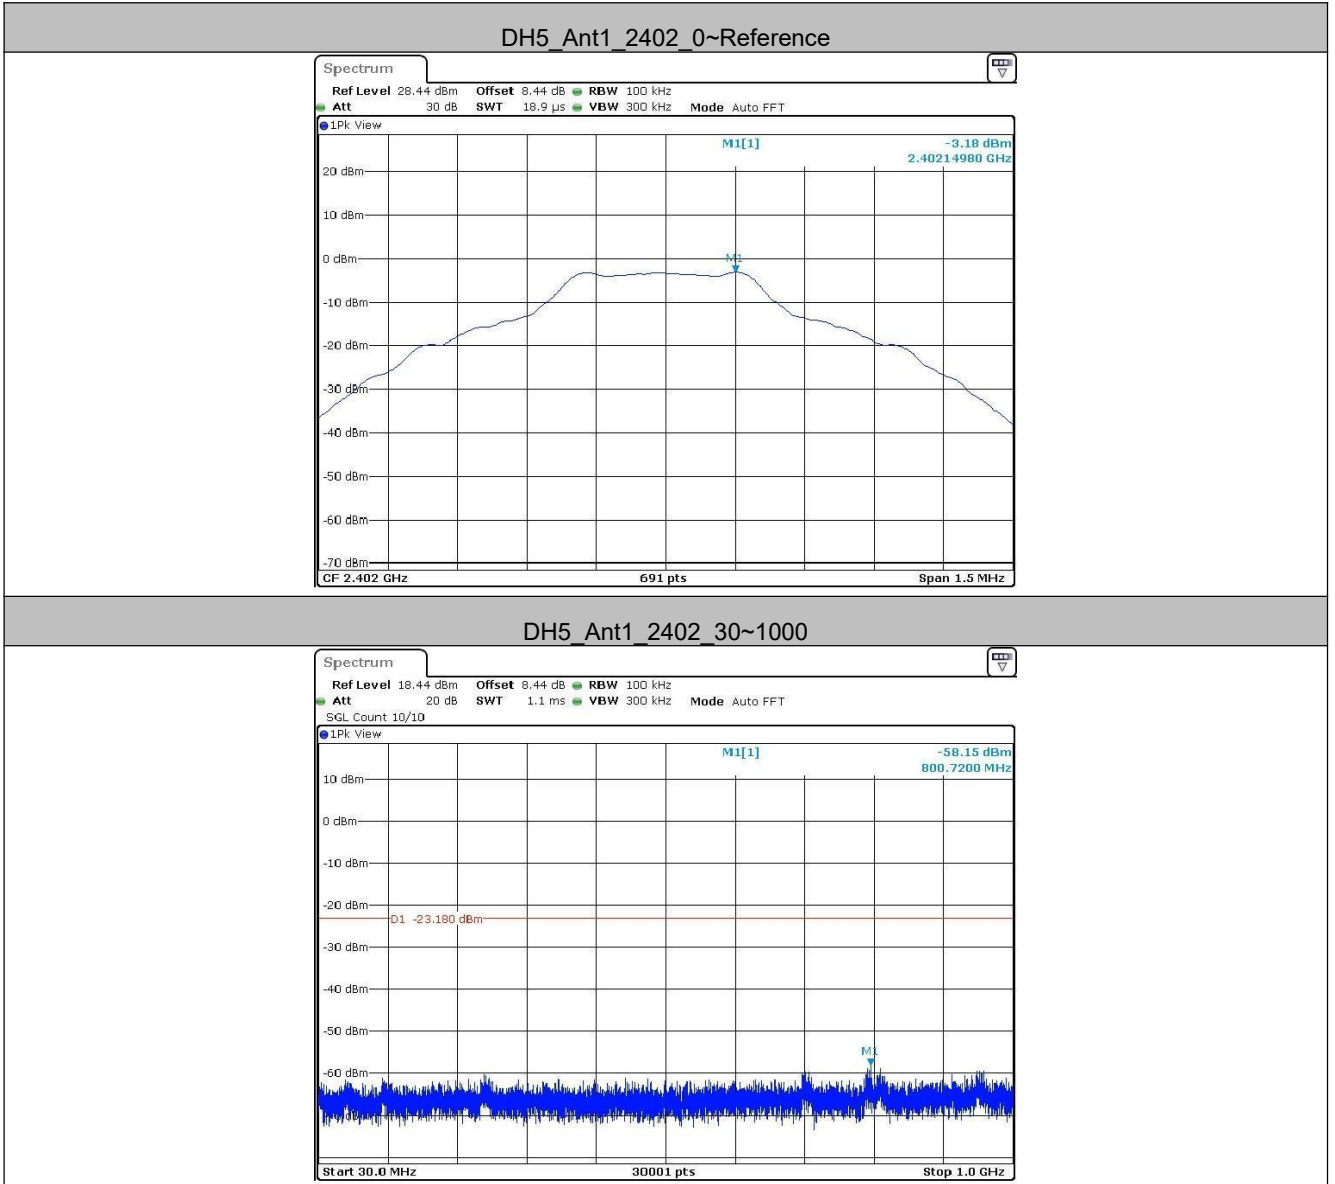 DH5_Ant1_2402_0~Reference
Spectrum
Ref Level 28.44 dBm Offset 8.44 dB RBW 100 kHz
Att 30 dB SWT 18.9 µs VBW 300 kHz Mode Auto FFT
1Pk View
M1[1] -3.18 dBm
2.40214980 GHz
20 dBm
10 dBm
0 dBm
M1
-10 dBm
-20 dBm
-30 dBm
-40 dBm
-50 dBm
-60 dBm
-70 dBm
CF 2.402 GHz 691 pts Span 1.5 MHz
DH5_Ant1_2402_30~1000
Spectrum
Ref Level 18.44 dBm Offset 8.44 dB RBW 100 kHz
Att 20 dB SWT 1.1 ms VBW 300 kHz Mode Auto FFT
SGL Count 10/10
1Pk View
M1[1] -58.15 dBm
800.7200 MHz
10 dBm
0 dBm
-10 dBm
-20 dBm
D1 -23.180 dBm
-30 dBm
-40 dBm
-50 dBm
M1
-60 dBm
Start 30.0 MHz 30001 pts Stop 1.0 GHz